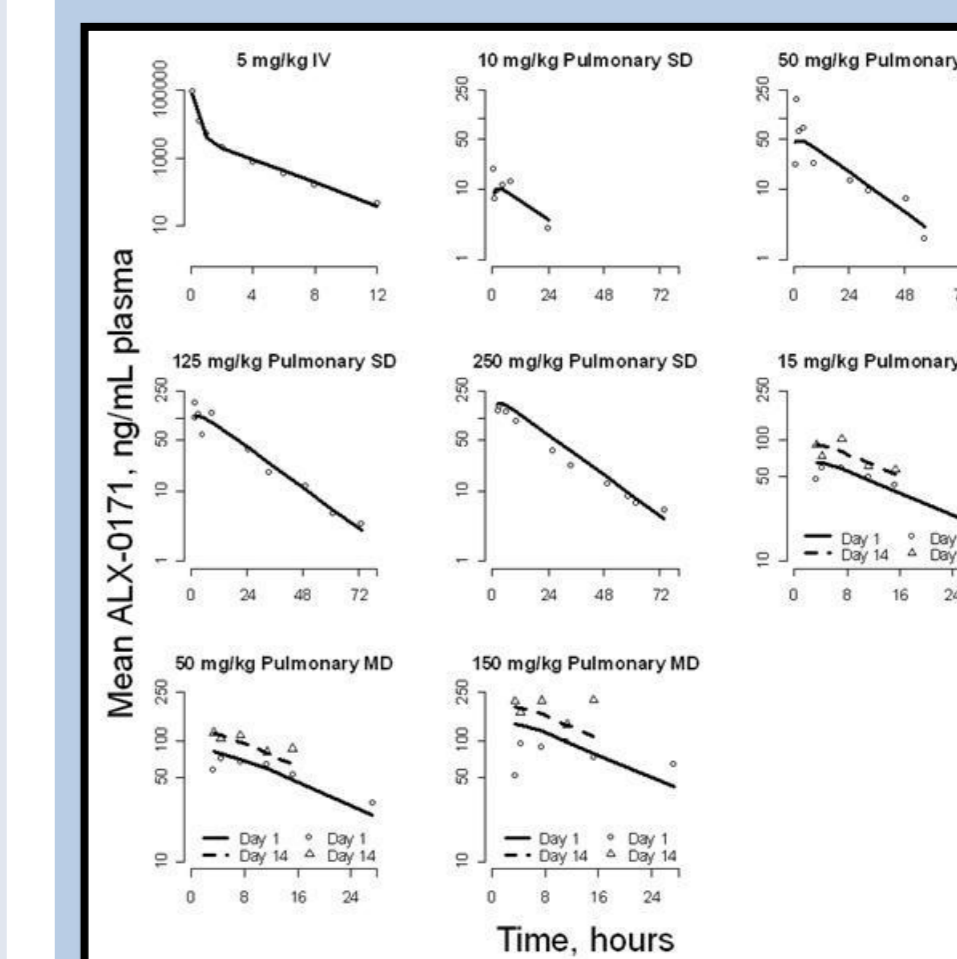 5 mg/kg IV
10 mg/kg Pulmonary SD
50 mg/kg Pulmonary
100000
1000
10
0 4 8 12
250
50
10
1
0 24 48 72
250
50
10
1
0 24 48
Mean ALX-0171, ng/mL plasma
125 mg/kg Pulmonary SD
250 mg/kg Pulmonary SD
15 mg/kg Pulmonary
250
50
10
1
0 24 48 72
250
50
10
1
0 24 48 72
250
100
50
10
Day 1 Day
Day 14 Day
0 8 16
50 mg/kg Pulmonary MD
150 mg/kg Pulmonary MD
250
100
50
10
Day 1 Day 1
Day 14 Day 14
0 8 16 24
250
100
50
10
Day 1 Day 1
Day 14 Day 14
0 8 16 24
Time, hours